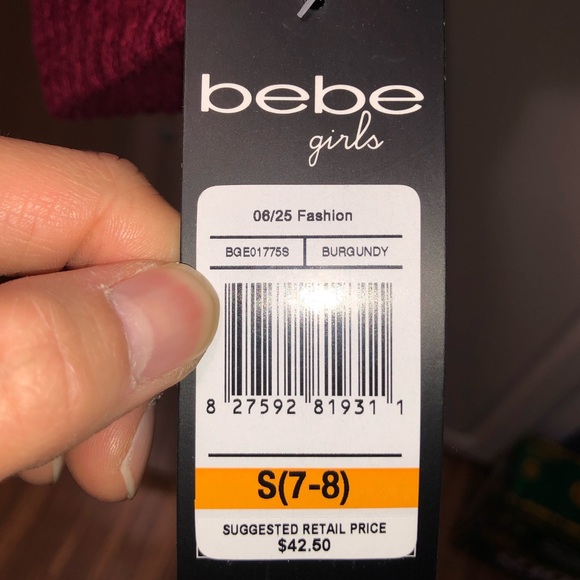 bebe
girls
06/25 Fashion
BGE01775S BURGUNDY
8 27592 81931 1
S(7-8)
SUGGESTED RETAIL PRICE
$42.50